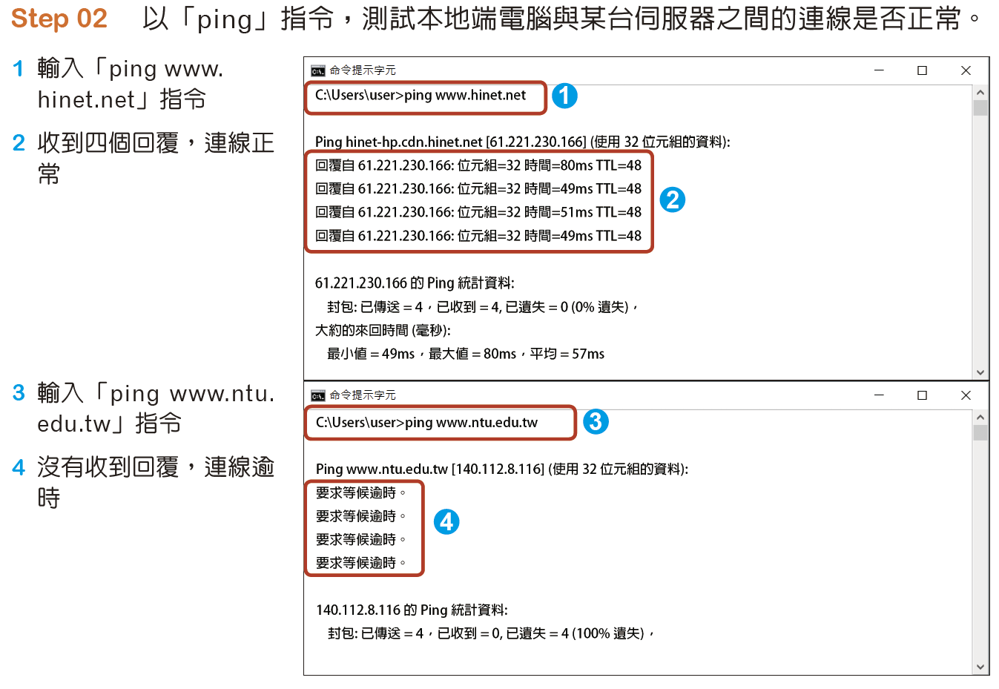 Step 02 以「ping」指令，測試本地端電腦與某台伺服器之間的連線是否正常。
1 輸入「ping www.
hinet.net」指令
2 收到四個回覆，連線正
常
命令提示字元
C:\Users\user>ping www.hinet.net 1
Ping hinet-hp.cdn.hinet.net [61.221.230.166] (使用 32 位元組的資料):
回覆自 61.221.230.166: 位元組=32 時間=80ms TTL=48
回覆自 61.221.230.166: 位元組=32 時間=49ms TTL=48
2
回覆自 61.221.230.166: 位元組=32 時間=51ms TTL=48
回覆自 61.221.230.166: 位元組=32 時間=49ms TTL=48
61.221.230.166 的 Ping 統計資料:
封包: 已傳送 = 4，已收到 = 4, 已遺失 = 0 (0% 遺失)，
大約的來回時間 (毫秒):
最小値 = 49ms，最大値 = 80ms，平均 = 57ms
3 輸入「ping www.ntu.
edu.tw」指令
4 沒有收到回覆，連線逾
時
命令提示字元
C:\Users\user>ping www.ntu.edu.tw 3
Ping www.ntu.edu.tw [140.112.8.116] (使用 32 位元組的資料):
要求等候逾時。
要求等候逾時。
4
要求等候逾時。
要求等候逾時。
140.112.8.116 的 Ping 統計資料:
封包: 已傳送 = 4，已收到 = 0, 已遺失 = 4 (100% 遺失)，